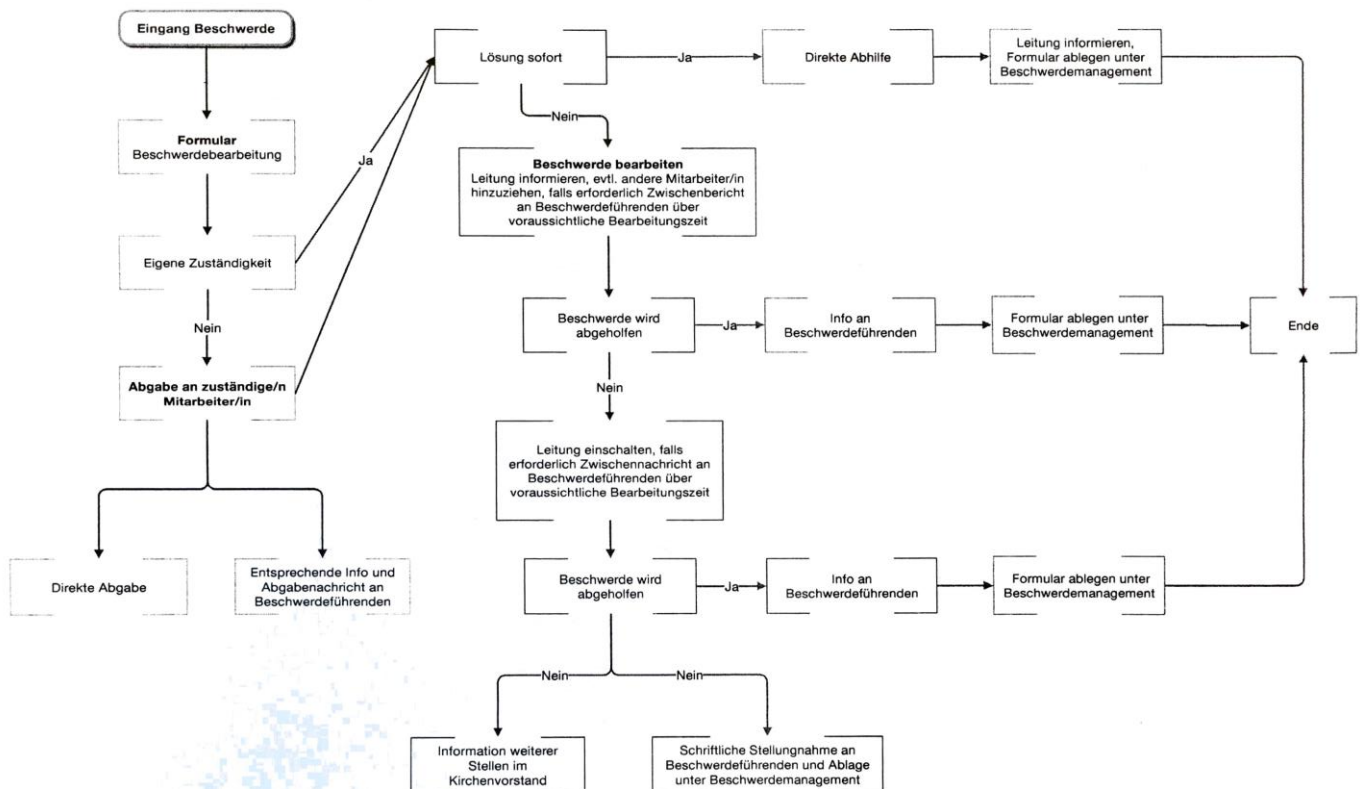 Eingang Beschwerde
Formular
Beschwerdebearbeitung
Eigene Zuständigkeit
Ja
Nein
Abgabe an zuständige/n
Mitarbeiter/in
Direkte Abgabe
Entsprechende Info und
Abgabenachricht an
Beschwerdeführenden
Lösung sofort
Ja
Direkte Abhilfe
Leitung informieren,
Formular ablegen unter
Beschwerdemanagement
Nein
Beschwerde bearbeiten
Leitung informieren, evtl. andere Mitarbeiter/in
hinzuziehen, falls erforderlich Zwischenbericht
an Beschwerdeführenden über
voraussichtliche Bearbeitungszeit
Beschwerde wird
abgeholfen
Ja
Info an
Beschwerdeführenden
Formular ablegen unter
Beschwerdemanagement
Ende
Nein
Leitung einschalten, falls
erforderlich Zwischennachricht an
Beschwerdeführenden über
voraussichtliche Bearbeitungszeit
Beschwerde wird
abgeholfen
Ja
Info an
Beschwerdeführenden
Formular ablegen unter
Beschwerdemanagement
Nein
Nein
Information weiterer
Stellen im
Kirchenvorstand
Schriftliche Stellungnahme an
Beschwerdeführenden und Ablage
unter Beschwerdemanagement